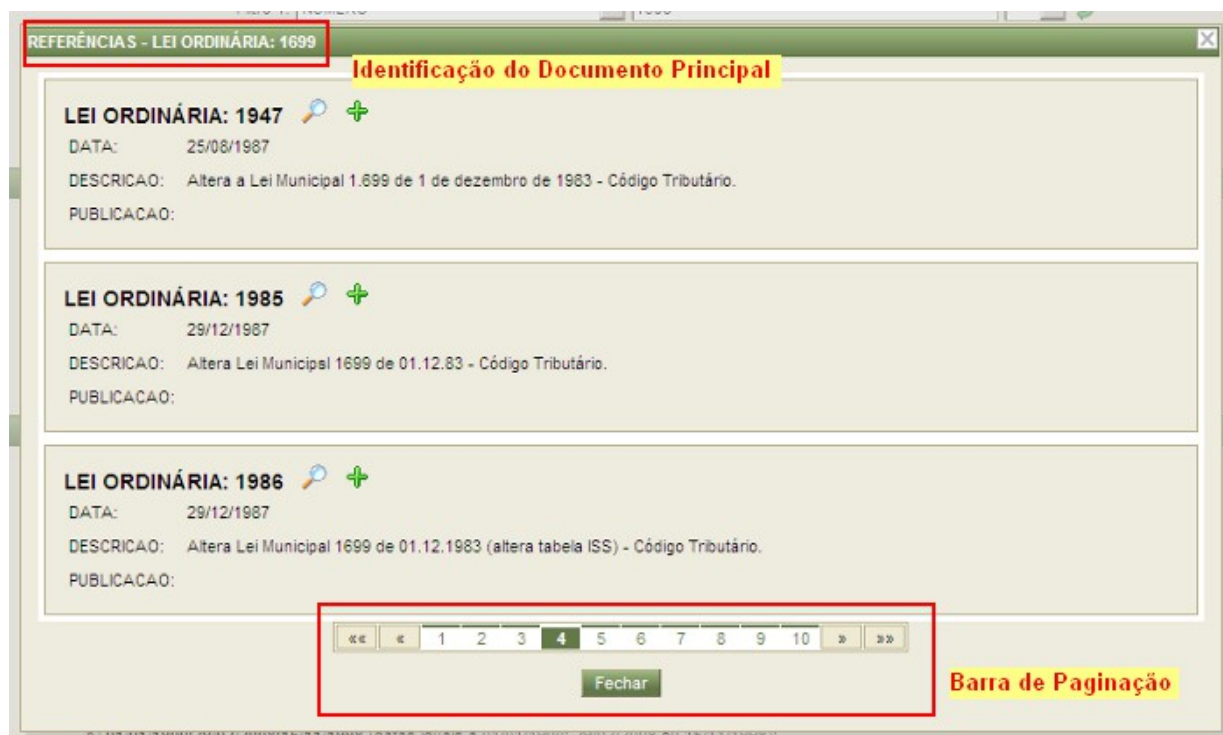 REFERÊNCIAS - LEI ORDINÁRIA: 1699
Identificação do Documento Principal
LEI ORDINÁRIA: 1947
DATA: 25/08/1987
DESCRICAO: Altera a Lei Municipal 1.699 de 1 de dezembro de 1983 - Código Tributário.
PUBLICACAO:
LEI ORDINÁRIA: 1985
DATA: 29/12/1987
DESCRICAO: Altera Lei Municipal 1699 de 01.12.83 - Código Tributário.
PUBLICACAO:
LEI ORDINÁRIA: 1986
DATA: 29/12/1987
DESCRICAO: Altera Lei Municipal 1699 de 01.12.1983 (altera tabela ISS) - Código Tributário.
PUBLICACAO:
«« « 1 2 3 4 5 6 7 8 9 10 » »»
Fechar
Barra de Paginação